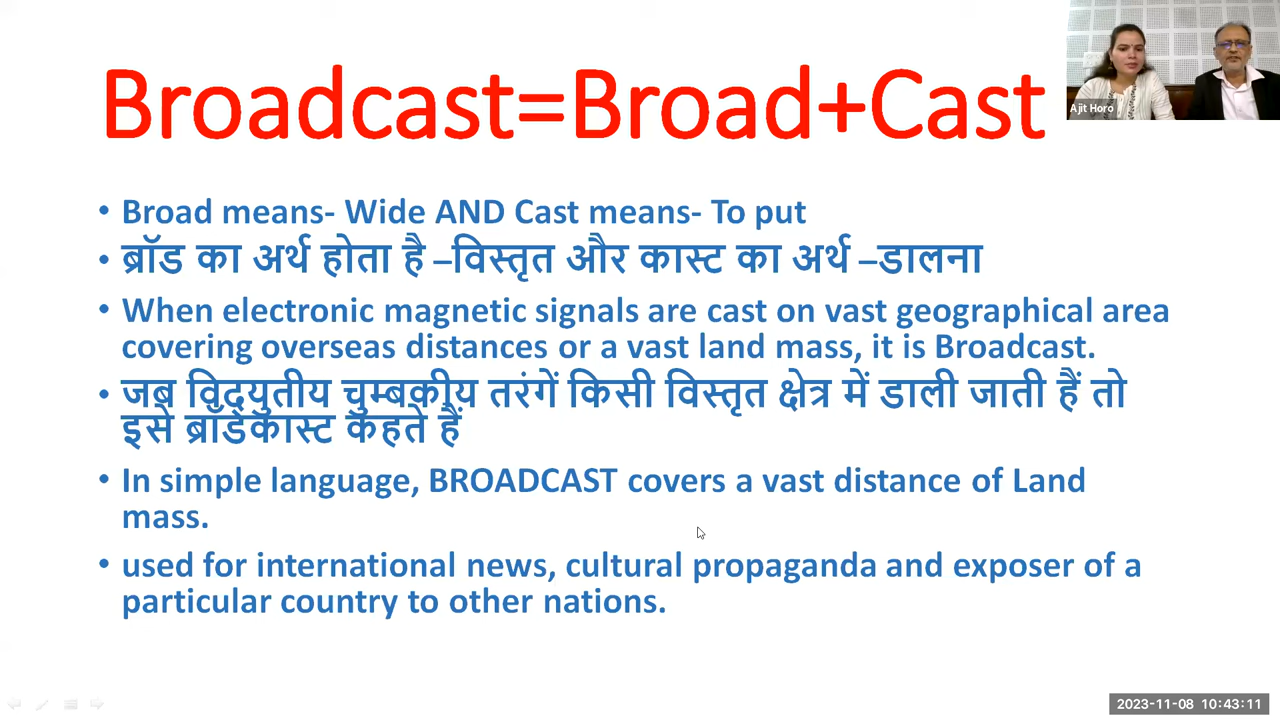 Broadcast=Broad+Cast
Ajit Horo
• Broad means- Wide AND Cast means- To put
• ब्रॉड का अर्थ होता है –विस्तृत और कास्ट का अर्थ –डालना
• When electronic magnetic signals are cast on vast geographical area
covering overseas distances or a vast land mass, it is Broadcast.
• जब विद्युतीय चुम्बकीय तरंगें किसी विस्तृत क्षेत्र में डाली जाती हैं तो
इसे ब्रॉडकास्ट कहते हैं
• In simple language, BROADCAST covers a vast distance of Land
mass.
• used for international news, cultural propaganda and exposer of a
particular country to other nations.
2023-11-08 10:43:11